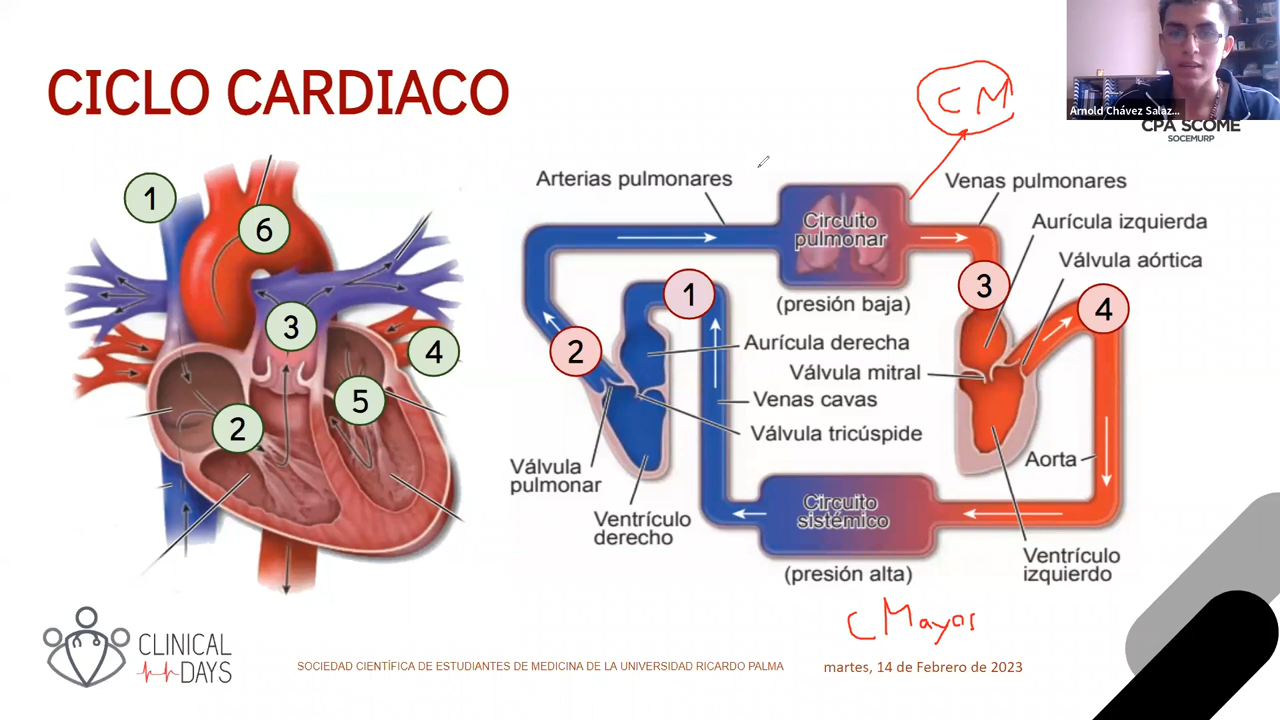 CICLO CARDIACO
CM
Arnold Chávez Salaz...
CPA SCOME
SOCEMURP
1
6
3
4
5
2
Arterias pulmonares
Circuito
pulmonar
(presión baja)
Venas pulmonares
Aurícula izquierda
Válvula aórtica
1
2
3
4
Aurícula derecha
Válvula mitral
Venas cavas
Válvula tricúspide
Válvula
pulmonar
Ventrículo
derecho
Circuito
sistémico
(presión alta)
Aorta
Ventrículo
izquierdo
C Mayor
CLINICAL
DAYS
SOCIEDAD CIENTÍFICA DE ESTUDIANTES DE MEDICINA DE LA UNIVERSIDAD RICARDO PALMA
martes, 14 de Febrero de 2023